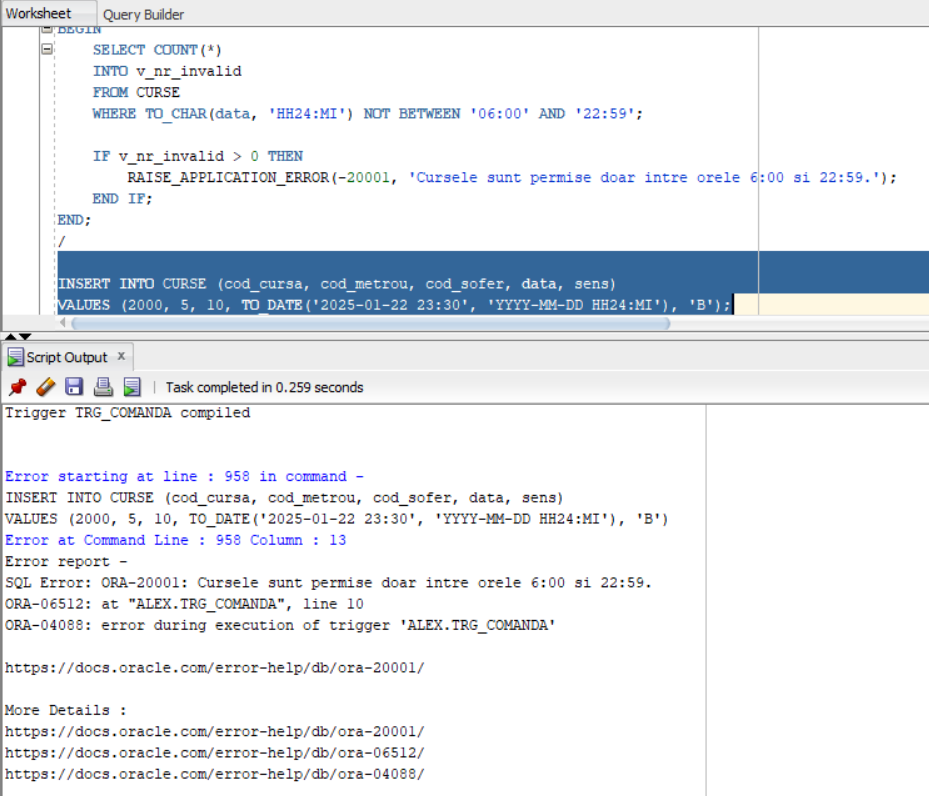 Worksheet Query Builder
BEGIN
SELECT COUNT(*)
INTO v_nr_invalid
FROM CURSE
WHERE TO_CHAR(data, 'HH24:MI') NOT BETWEEN '06:00' AND '22:59';
IF v_nr_invalid > 0 THEN
RAISE_APPLICATION_ERROR(-20001, 'Cursele sunt permise doar intre orele 6:00 si 22:59.');
END IF;
END;
/
INSERT INTO CURSE (cod_cursa, cod_metrou, cod_sofer, data, sens)
VALUES (2000, 5, 10, TO_DATE('2025-01-22 23:30', 'YYYY-MM-DD HH24:MI'), 'B');
Script Output x
Task completed in 0.259 seconds
Trigger TRG_COMANDA compiled
Error starting at line : 958 in command -
INSERT INTO CURSE (cod_cursa, cod_metrou, cod_sofer, data, sens)
VALUES (2000, 5, 10, TO_DATE('2025-01-22 23:30', 'YYYY-MM-DD HH24:MI'), 'B')
Error at Command Line : 958 Column : 13
Error report -
SQL Error: ORA-20001: Cursele sunt permise doar intre orele 6:00 si 22:59.
ORA-06512: at "ALEX.TRG_COMANDA", line 10
ORA-04088: error during execution of trigger 'ALEX.TRG_COMANDA'
https://docs.oracle.com/error-help/db/ora-20001/
More Details :
https://docs.oracle.com/error-help/db/ora-20001/
https://docs.oracle.com/error-help/db/ora-06512/
https://docs.oracle.com/error-help/db/ora-04088/